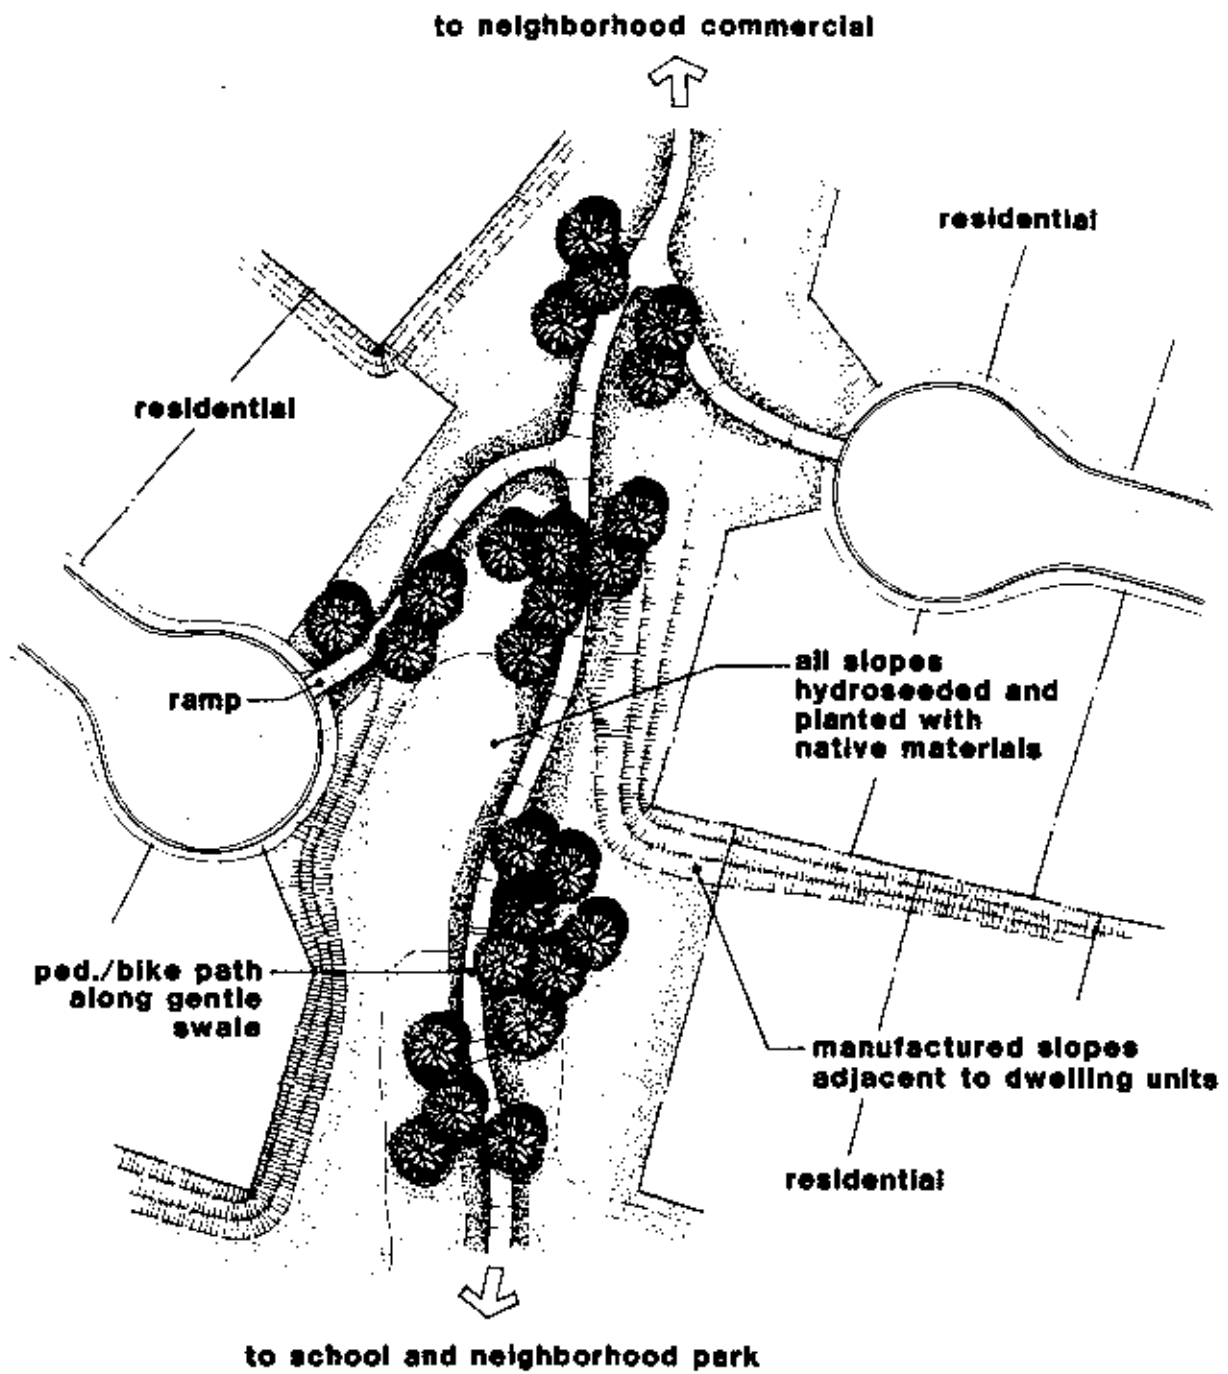 to neighborhood commercial
residential
residential
all slopes
hydroseeded and
planted with
native materials
ramp
ped./bike path
along gentle
swale
manufactured slopes
adjacent to dwelling units
residential
to school and neighborhood park